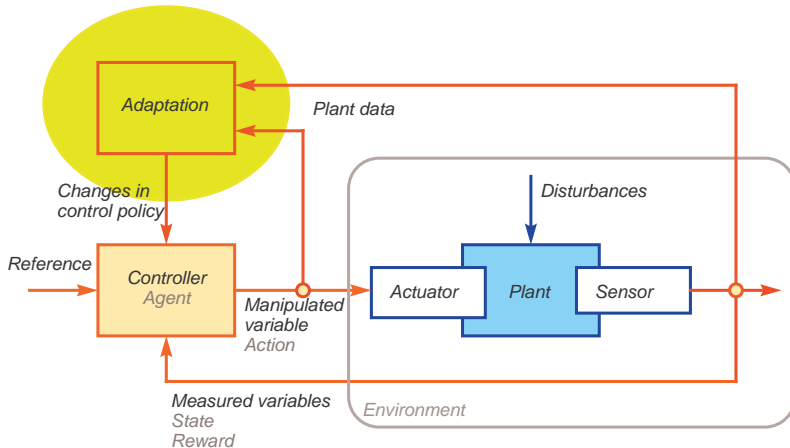 Adaptation
Plant data
Changes in
control policy
Disturbances
Reference
Controller
Agent
Manipulated
variable
Action
Actuator
Plant
Sensor
Measured variables
State
Reward
Environment